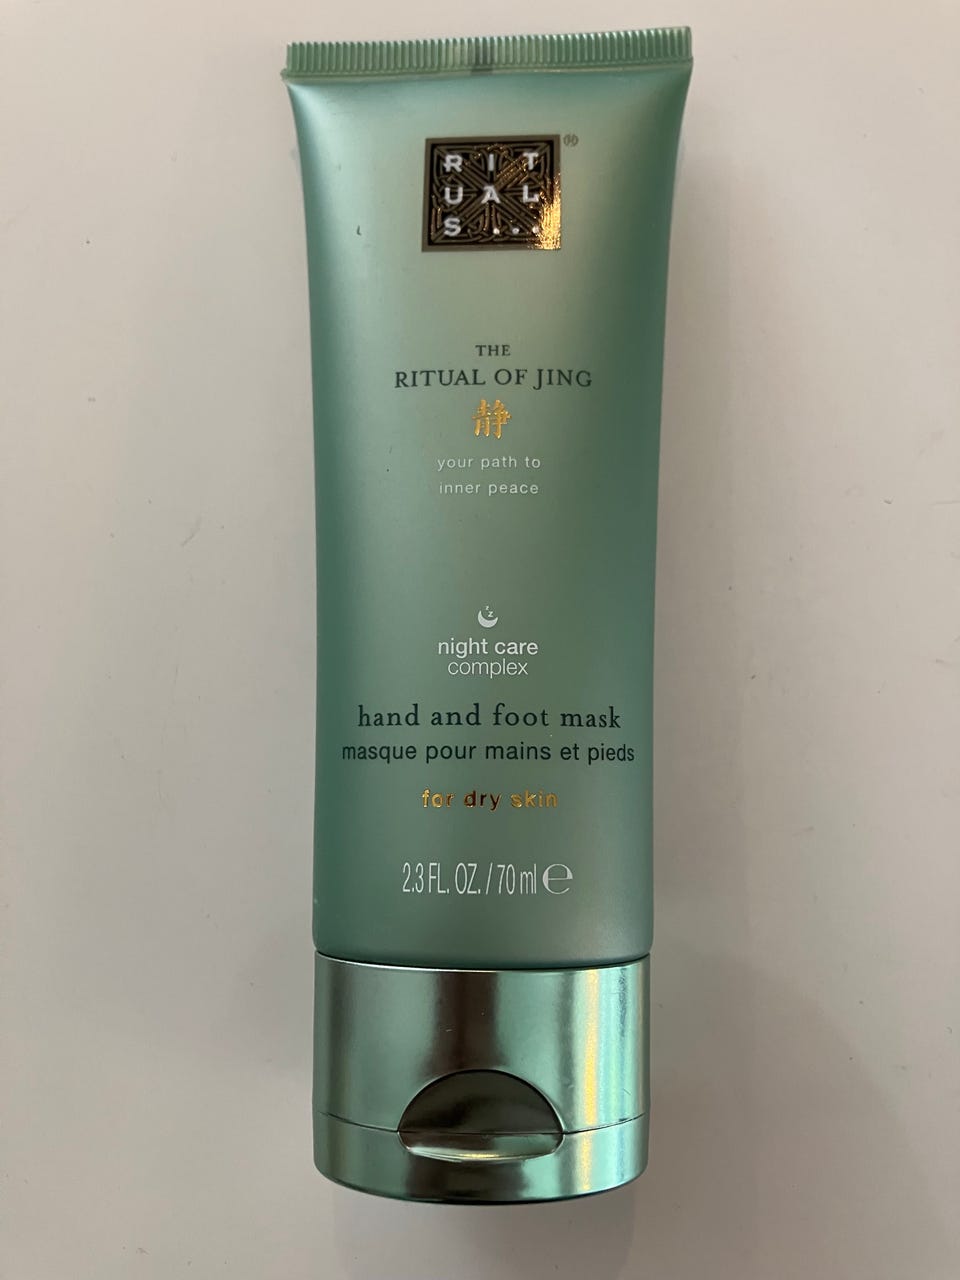 RIT
UAL
S...
®
THE
RITUAL OF JING
静
your path to
inner peace
z
z
night care
complex
hand and foot mask
masque pour mains et pieds
for dry skin
2.3 FL. OZ. / 70 ml ℮